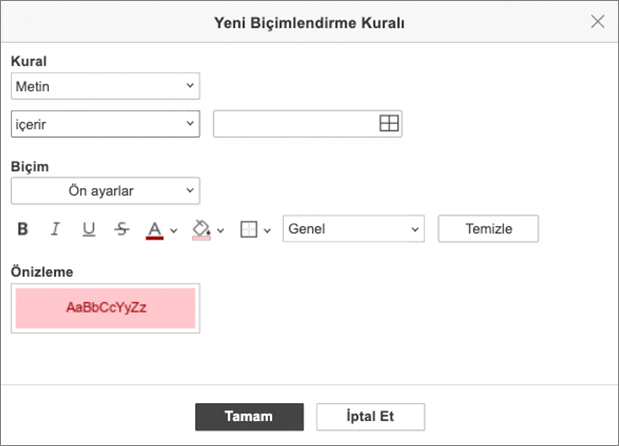 Yeni Biçimlendirme Kuralı
Kural
Metin
içerir
Biçim
Ön ayarlar
B I U S A Genel Temizle
Önizleme
AaBbCcYyZz
Tamam İptal Et